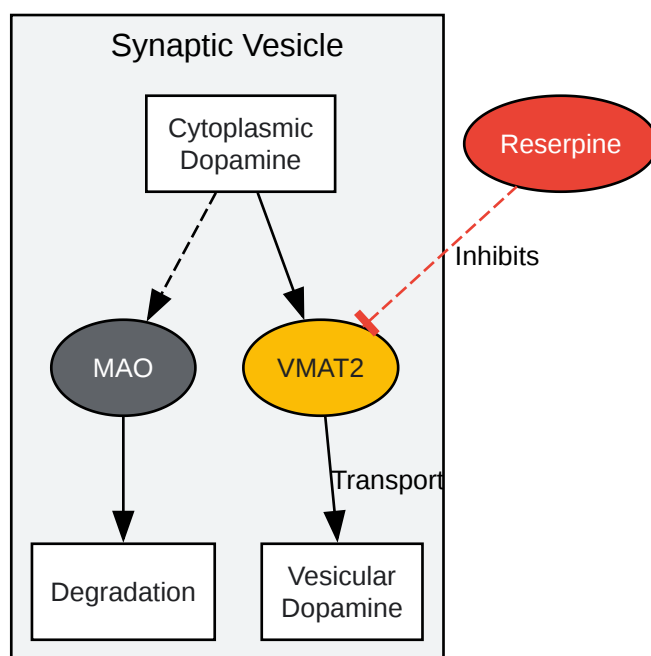 Synaptic Vesicle
Cytoplasmic
Dopamine
Reserpine
Inhibits
MAO
VMAT2
Transport
Degradation
Vesicular
Dopamine